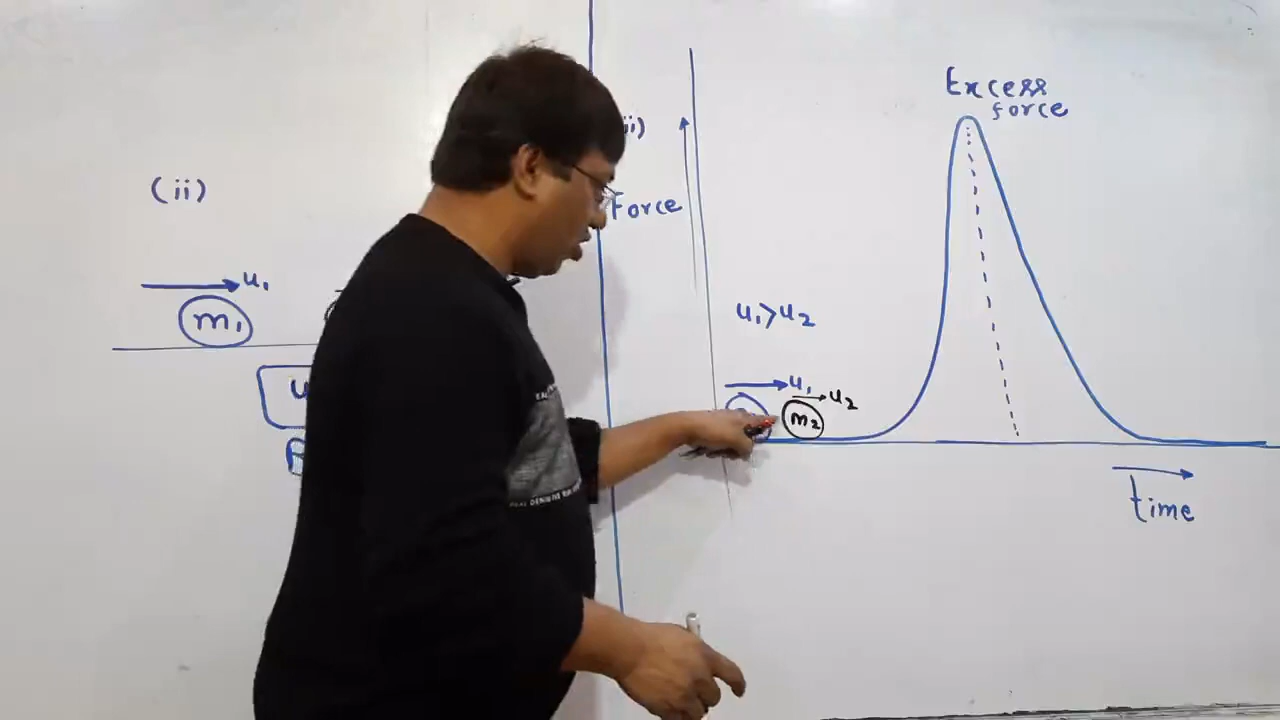 (ii)
u₁
m₁
u
Force
Excess
force
u₁>u₂
u₁
u₂
m₂
time